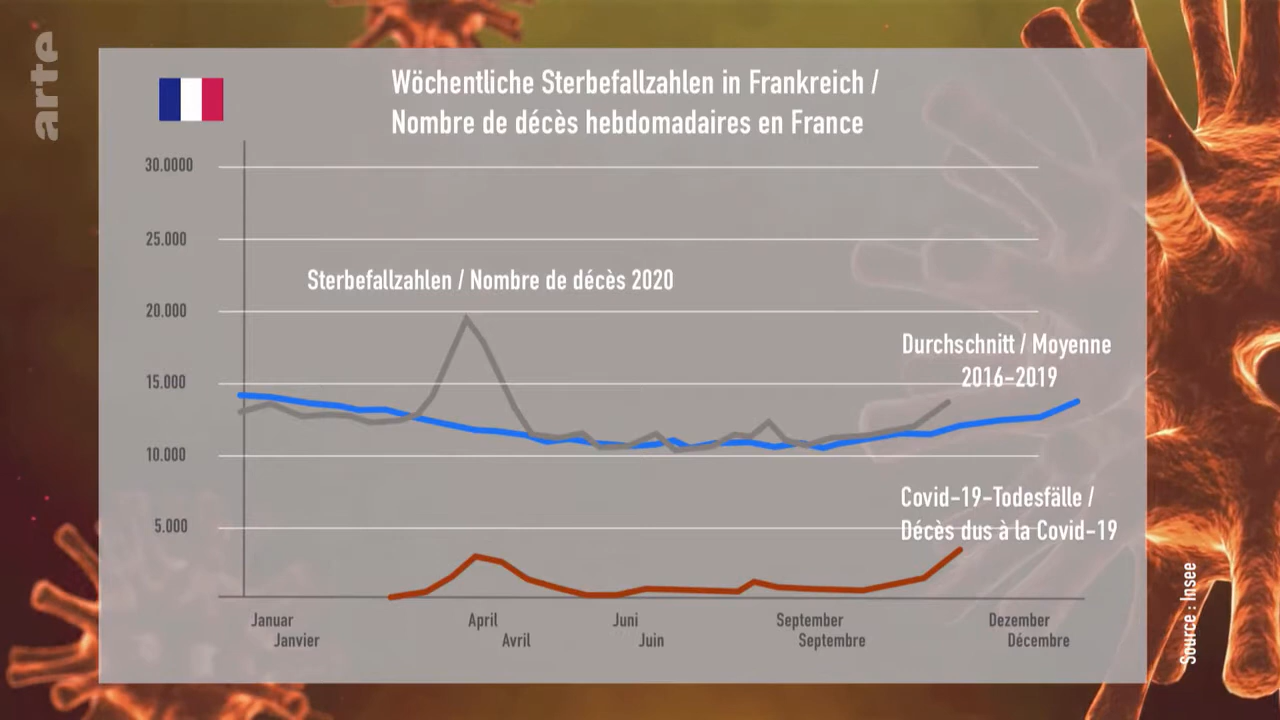 arte
Wöchentliche Sterbefallzahlen in Frankreich /
Nombre de décès hebdomadaires en France
30.0000
25.000
Sterbefallzahlen / Nombre de décès 2020
20.000
Durchschnitt / Moyenne
2016-2019
15.000
10.000
Covid-19-Todesfälle /
Décès dus à la Covid-19
5.000
Januar
Janvier
April
Avril
Juni
Juin
September
Septembre
Dezember
Décembre
Source : Insee